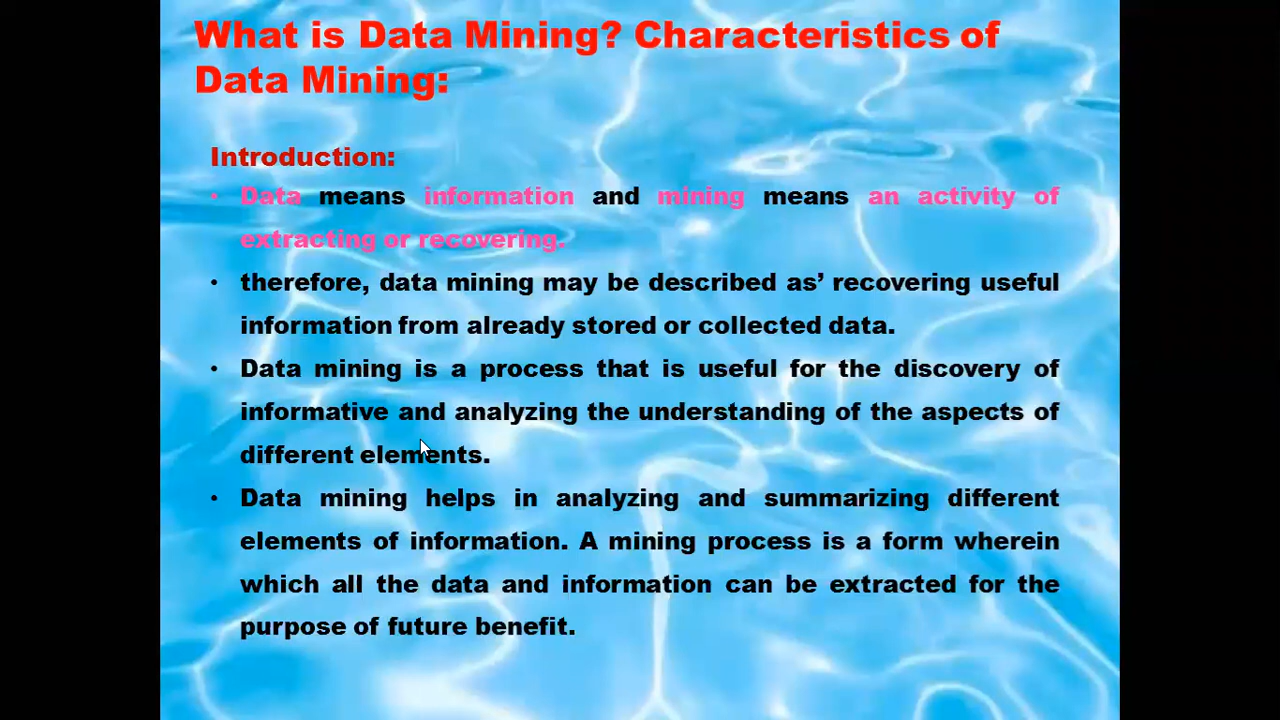 What is Data Mining? Characteristics of
Data Mining:
Introduction:
• Data means information and mining means an activity of
extracting or recovering.
• therefore, data mining may be described as’ recovering useful
information from already stored or collected data.
• Data mining is a process that is useful for the discovery of
informative and analyzing the understanding of the aspects of
different elements.
• Data mining helps in analyzing and summarizing different
elements of information. A mining process is a form wherein
which all the data and information can be extracted for the
purpose of future benefit.